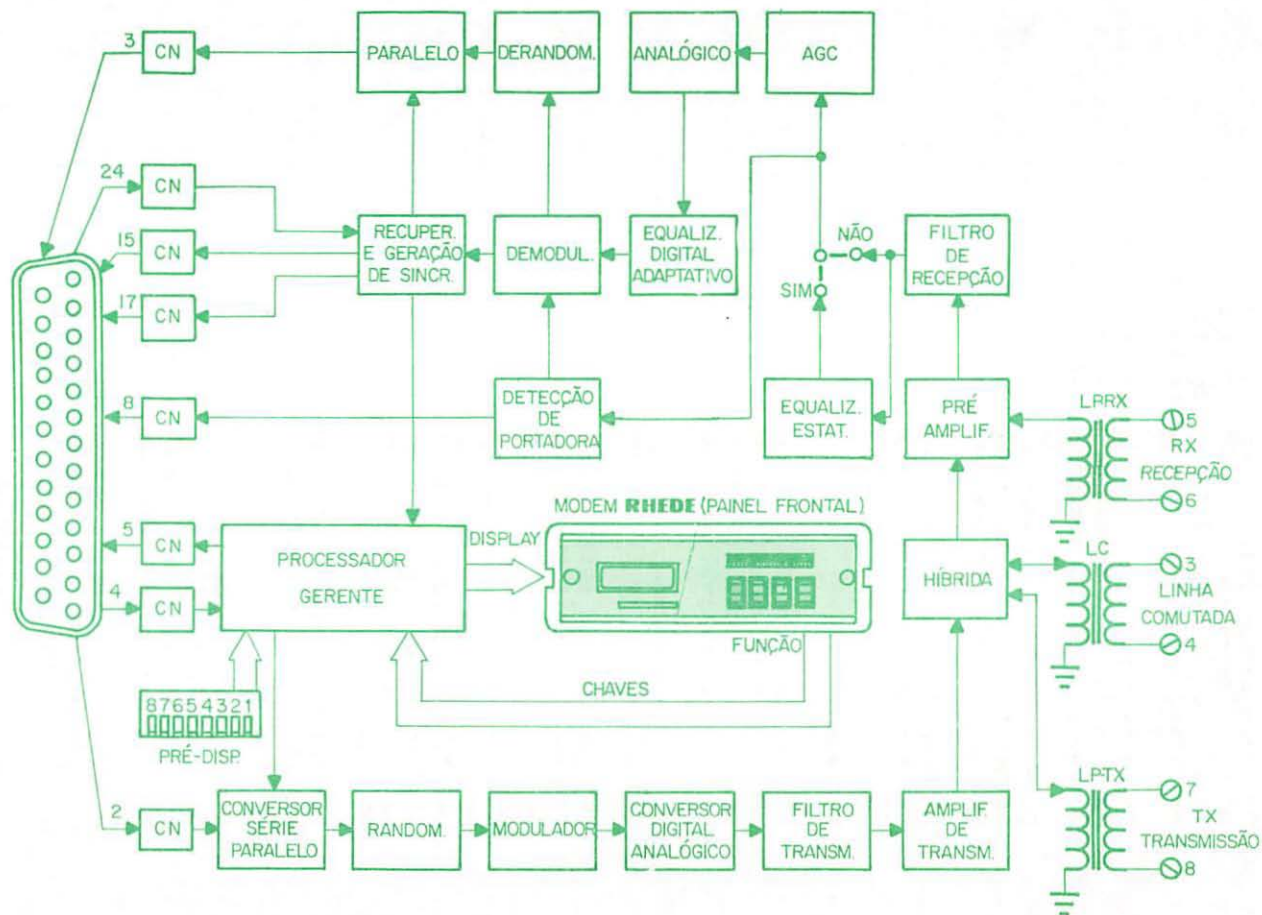 3
CN
PARALELO
DERANDOM.
ANALÓGICO
AGC
24
CN
15
CN
17
CN
RECUPER.
E GERAÇÃO
DE SINCR.
DEMODUL.
EQUALIZ.
DIGITAL
ADAPTATIVO
NÃO
SIM
FILTRO
DE
RECEPÇÃO
8
CN
DETECÇÃO
DE
PORTADORA
EQUALIZ.
ESTAT.
PRÉ
AMPLIF.
LPRX
5
RX
RECEPÇÃO
6
MODEM RHEDE (PAINEL FRONTAL)
5
CN
4
CN
PROCESSADOR
GERENTE
DISPLAY
HÍBRIDA
LC
3
LINHA
COMUTADA
4
FUNÇÃO
CHAVES
87654321
PRÉ-DISP.
2
CN
CONVERSOR
SÉRIE
PARALELO
RANDOM.
MODULADOR
CONVERSOR
DIGITAL
ANALÓGICO
FILTRO
DE
TRANSM.
AMPLIF.
DE
TRANSM.
LP-TX
7
TX
TRANSMISSÃO
8